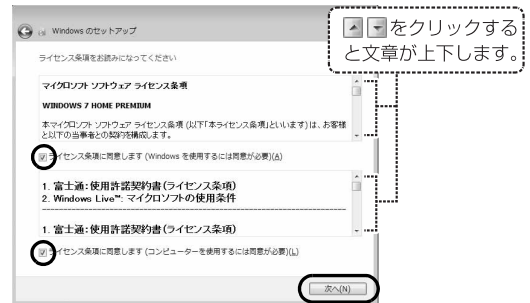 Windows のセットアップ
をクリックする
と文章が上下します。
ライセンス条項をお読みになってください
マイクロソフト ソフトウェア ライセンス条項
WINDOWS 7 HOME PREMIUM
本マイクロソフト ソフトウェア ライセンス条項 (以下「本ライセンス条項」といいます) は、お客様
と以下の当事者との契約を構成します。
ライセンス条項に同意します (Windows を使用するには同意が必要)(A)
1. 富士通:使用許諾契約書(ライセンス条項)
2. Windows Live™: マイクロソフトの使用条件
1. 富士通:使用許諾契約書(ライセンス条項)
ライセンス条項に同意します (コンピューターを使用するには同意が必要)(L)
次へ(N)